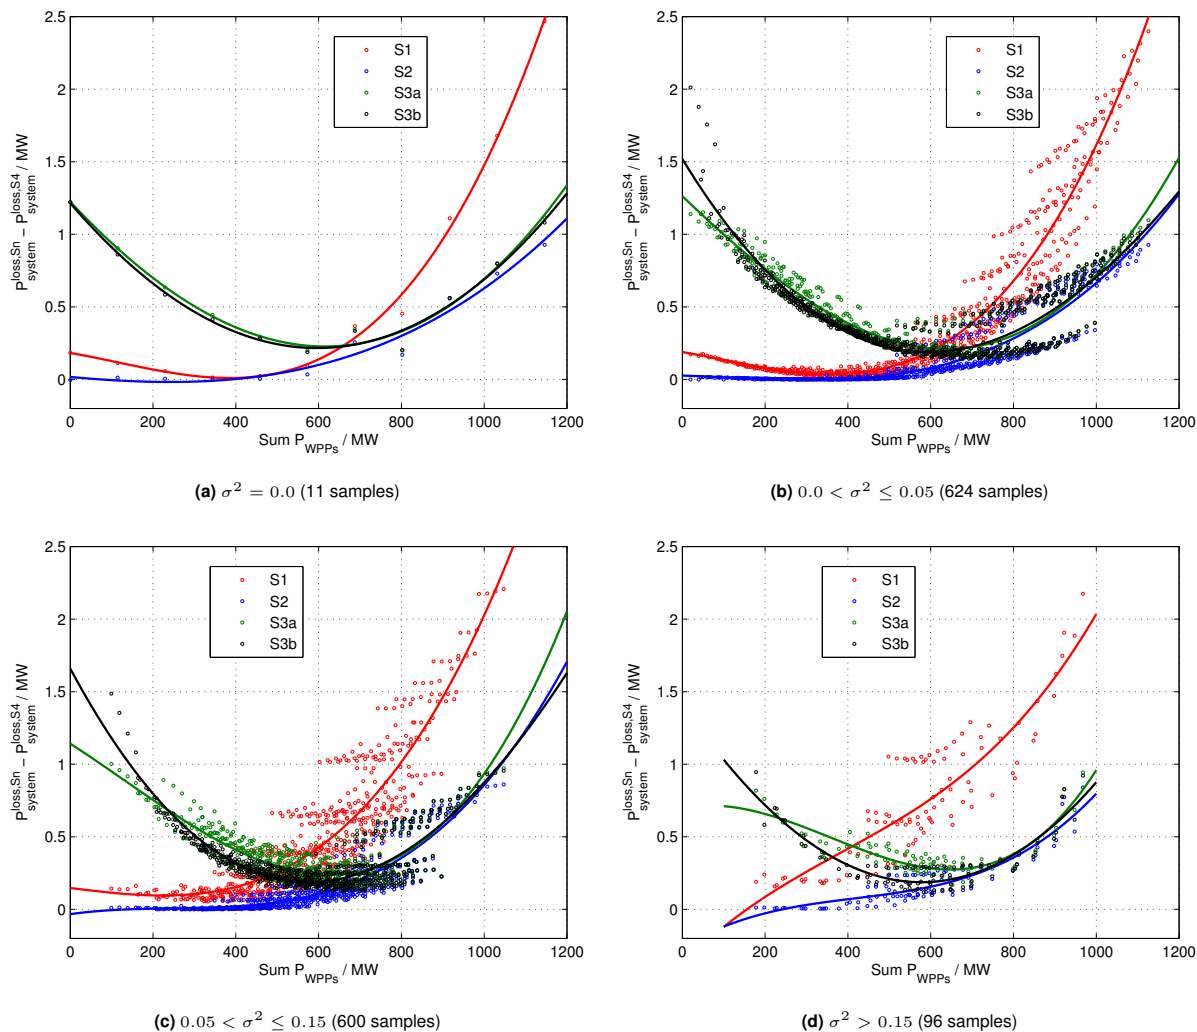 2.5
2
1.5
1
0.5
0
0 200 400 600 800 1000 1200
P^{loss,Sn}_{system} − P^{loss,S4}_{system} / MW
Sum P_{WPPs} / MW
S1
S2
S3a
S3b
(a) σ² = 0.0 (11 samples)
2.5
2
1.5
1
0.5
0
0 200 400 600 800 1000 1200
P^{loss,Sn}_{system} − P^{loss,S4}_{system} / MW
Sum P_{WPPs} / MW
S1
S2
S3a
S3b
(b) 0.0 < σ² ≤ 0.05 (624 samples)
2.5
2
1.5
1
0.5
0
0 200 400 600 800 1000 1200
P^{loss,Sn}_{system} − P^{loss,S4}_{system} / MW
Sum P_{WPPs} / MW
S1
S2
S3a
S3b
(c) 0.05 < σ² ≤ 0.15 (600 samples)
2.5
2
1.5
1
0.5
0
0 200 400 600 800 1000 1200
P^{loss,Sn}_{system} − P^{loss,S4}_{system} / MW
Sum P_{WPPs} / MW
S1
S2
S3a
S3b
(d) σ² > 0.15 (96 samples)